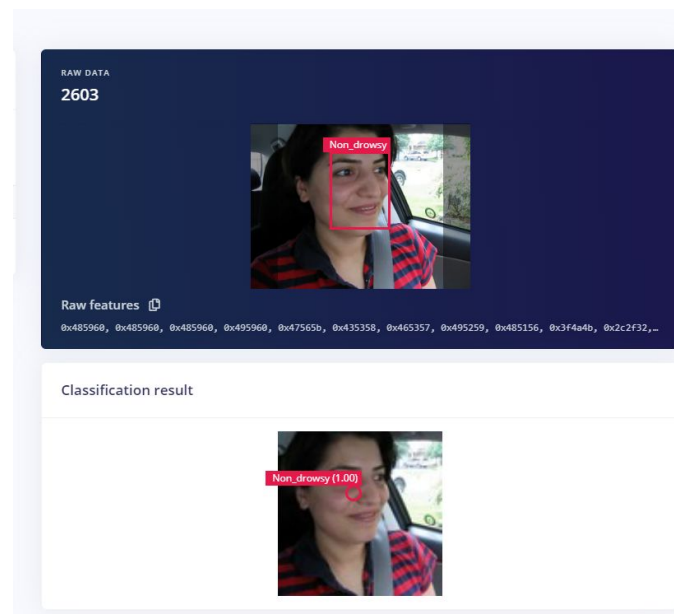 RAW DATA
2603
Non_drowsy
Raw features
0x485960, 0x485960, 0x485960, 0x495960, 0x47565b, 0x435358, 0x465357, 0x495259, 0x485156, 0x3f4a4b, 0x2c2f32,…
Classification result
Non_drowsy (1.00)